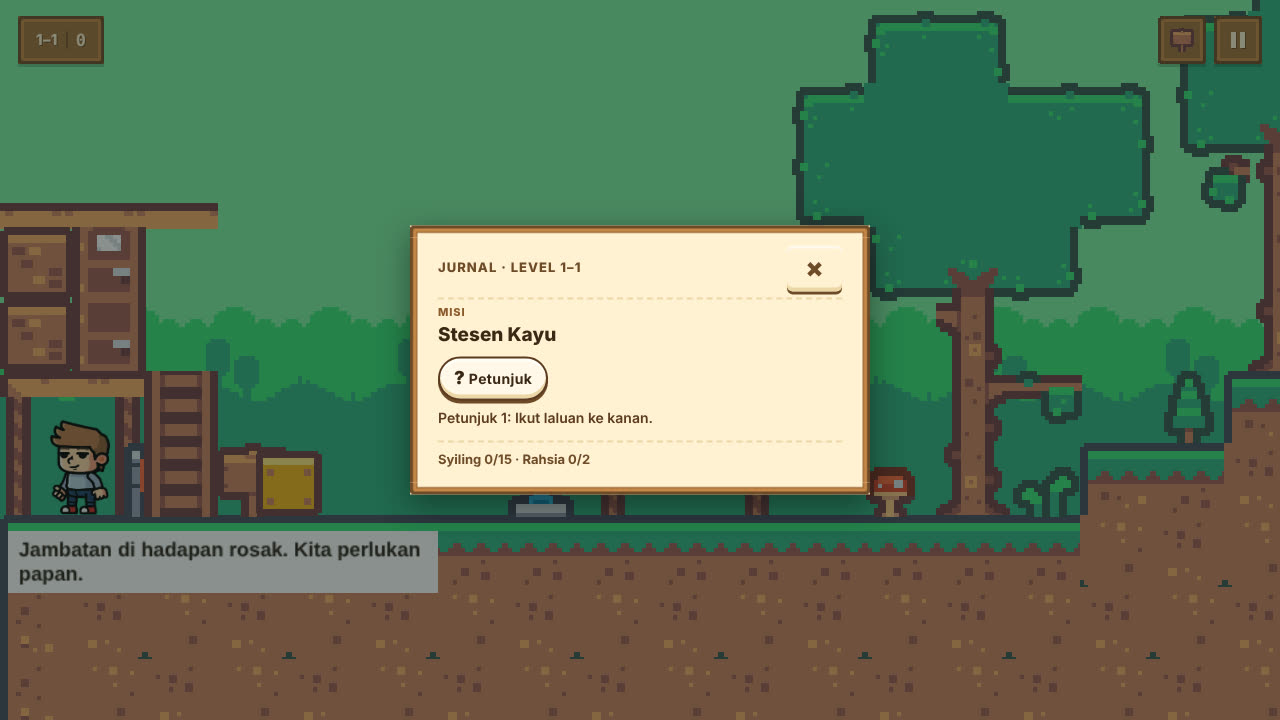 1–1 | 0
JURNAL · LEVEL 1–1
MISI
Stesen Kayu
? Petunjuk
Petunjuk 1: Ikut laluan ke kanan.
Syiling 0/15 · Rahsia 0/2
Jambatan di hadapan rosak. Kita perlukan
papan.